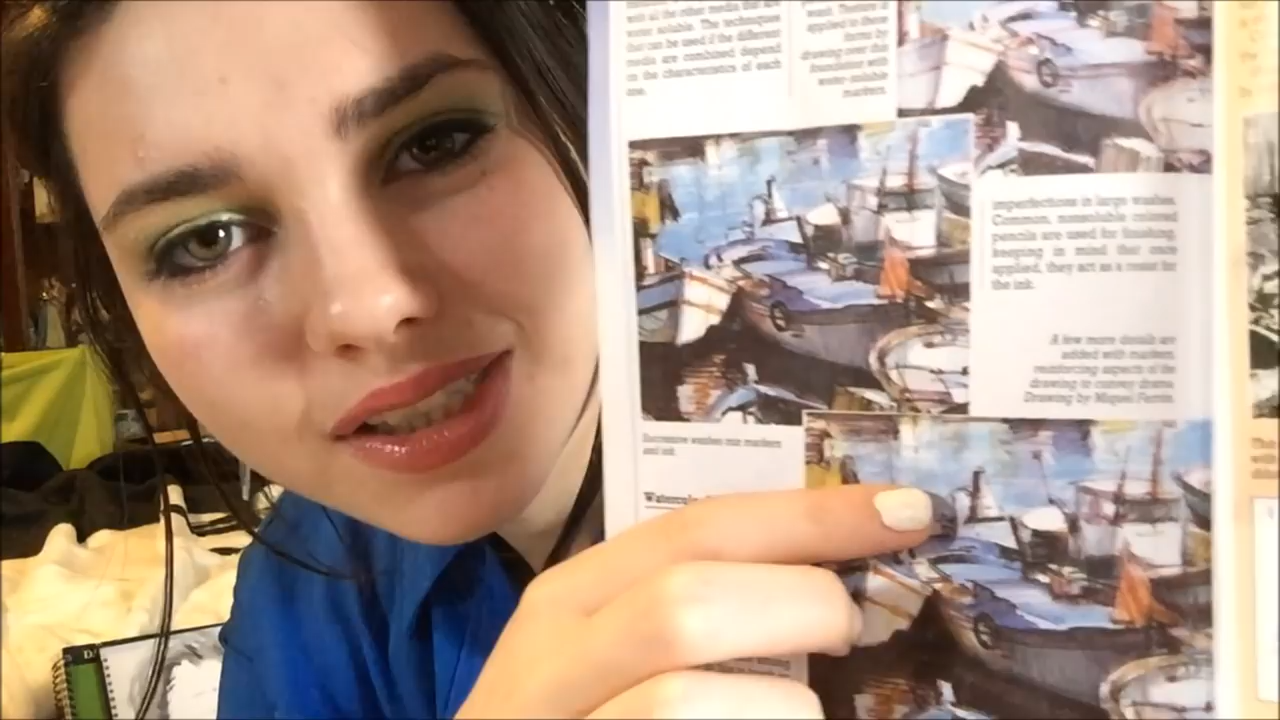 with all the other media that are
water soluble. The techniques
that can be used if the different
media are combined depend
on the characteristics of each
one.
wash. 
applied to these
forms by
drawing over the
foundation with
water-soluble
markers.
imperfections in large washes.
Common, nonsoluble colored
pencils are used for finishing,
keeping in mind that once
applied, they act as a resist for
the ink.
A few more details are
added with markers,
reinforcing aspects of the
drawing to convey drama.
Drawing by Miquel Ferrón.
Successive washes mix markers
and ink.